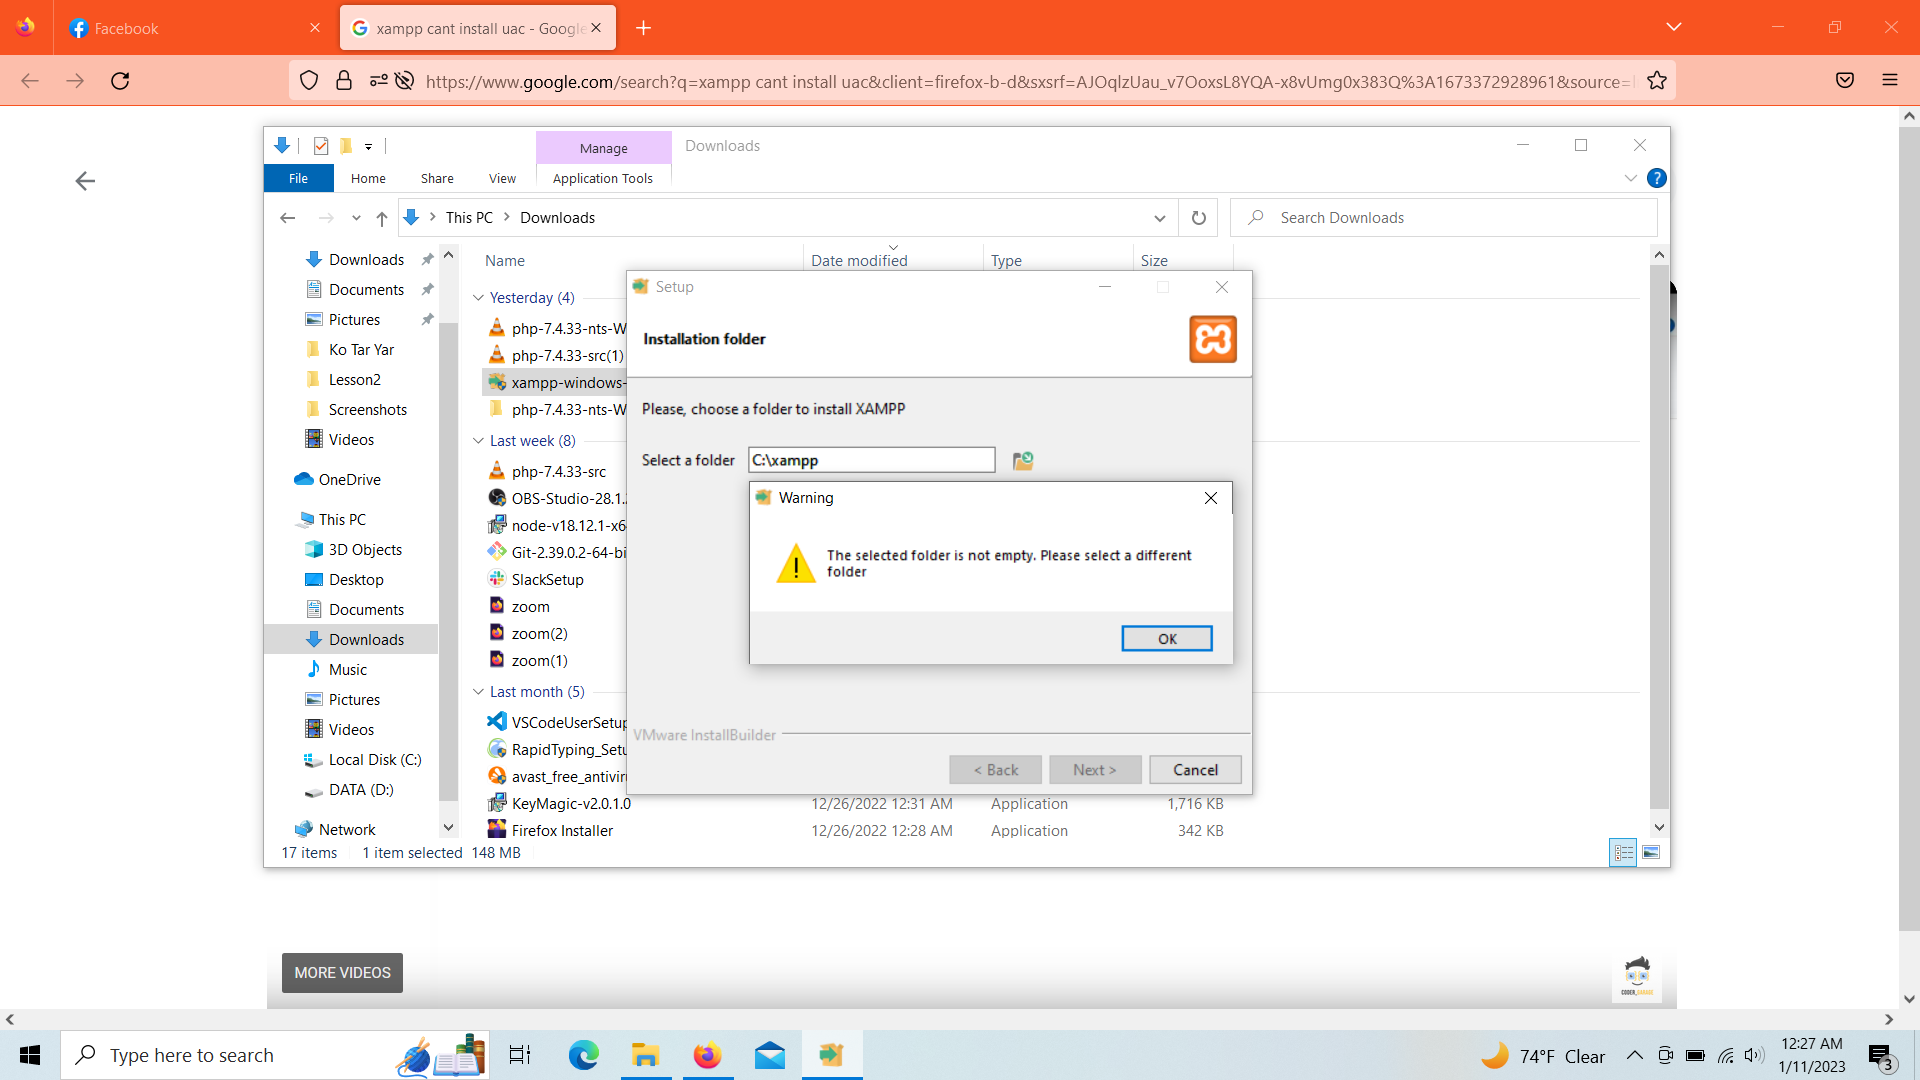 Facebook
xampp cant install uac - Google
https://www.google.com/search?q=xampp cant install uac&client=firefox-b-d&sxsrf=AJOqlzUau_v7OoxsL8YQA-x8vUmg0x383Q%3A1673372928961&source=
Manage
Downloads
File
Home
Share
View
Application Tools
?
This PC
Downloads
Search Downloads
Downloads
Documents
Pictures
Ko Tar Yar
Lesson2
Screenshots
Videos
OneDrive
This PC
3D Objects
Desktop
Documents
Downloads
Music
Pictures
Videos
Local Disk (C:)
DATA (D:)
Network
Name
Date modified
Type
Size
Yesterday (4)
php-7.4.33-nts-W
php-7.4.33-src(1)
xampp-windows-
php-7.4.33-nts-W
Last week (8)
php-7.4.33-src
OBS-Studio-28.1.
node-v18.12.1-x6
Git-2.39.0.2-64-bi
SlackSetup
zoom
zoom(2)
zoom(1)
Last month (5)
VSCodeUserSetup
RapidTyping_Setu
avast_free_antiviru
KeyMagic-v2.0.1.0 12/26/2022 12:31 AM Application 1,716 KB
Firefox Installer 12/26/2022 12:28 AM Application 342 KB
17 items 1 item selected 148 MB
Setup
Installation folder
Please, choose a folder to install XAMPP
Select a folder C:\xampp
Warning
The selected folder is not empty. Please select a different
folder
OK
VMware InstallBuilder
< Back
Next >
Cancel
MORE VIDEOS
Type here to search
74°F Clear
12:27 AM
1/11/2023
3